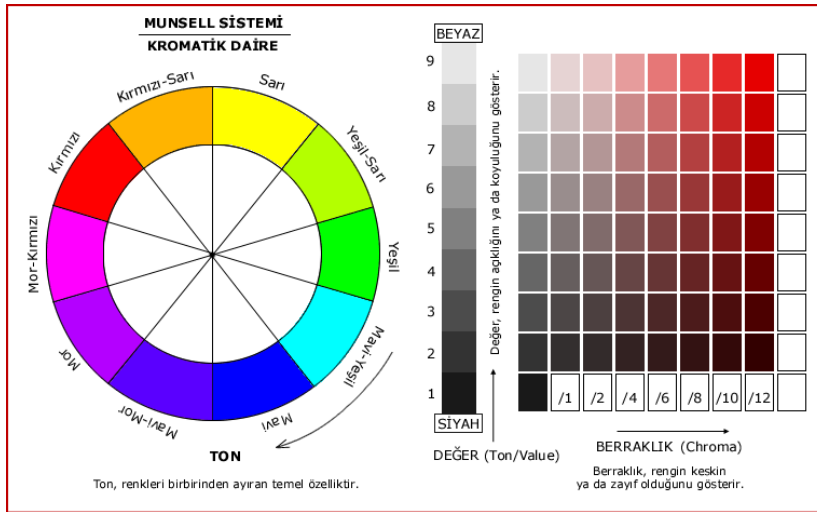 MUNSELL SİSTEMİ
KROMATİK DAİRE
Sarı
Yeşil-Sarı
Yeşil
Mavi-Yeşil
Mavi
Mavi-Mor
Mor
Mor-Kırmızı
Kırmızı
Kırmızı-Sarı
TON
Ton, renkleri birbirinden ayıran temel özelliktir.
BEYAZ
9
8
7
6
5
4
3
2
1
SİYAH
DEĞER (Ton/Value)
Değer, rengin açıklığını ya da koyuluğunu gösterir.
/1 /2 /4 /6 /8 /10 /12
BERRAKLIK (Chroma)
Berraklık, rengin keskin
ya da zayıf olduğunu gösterir.